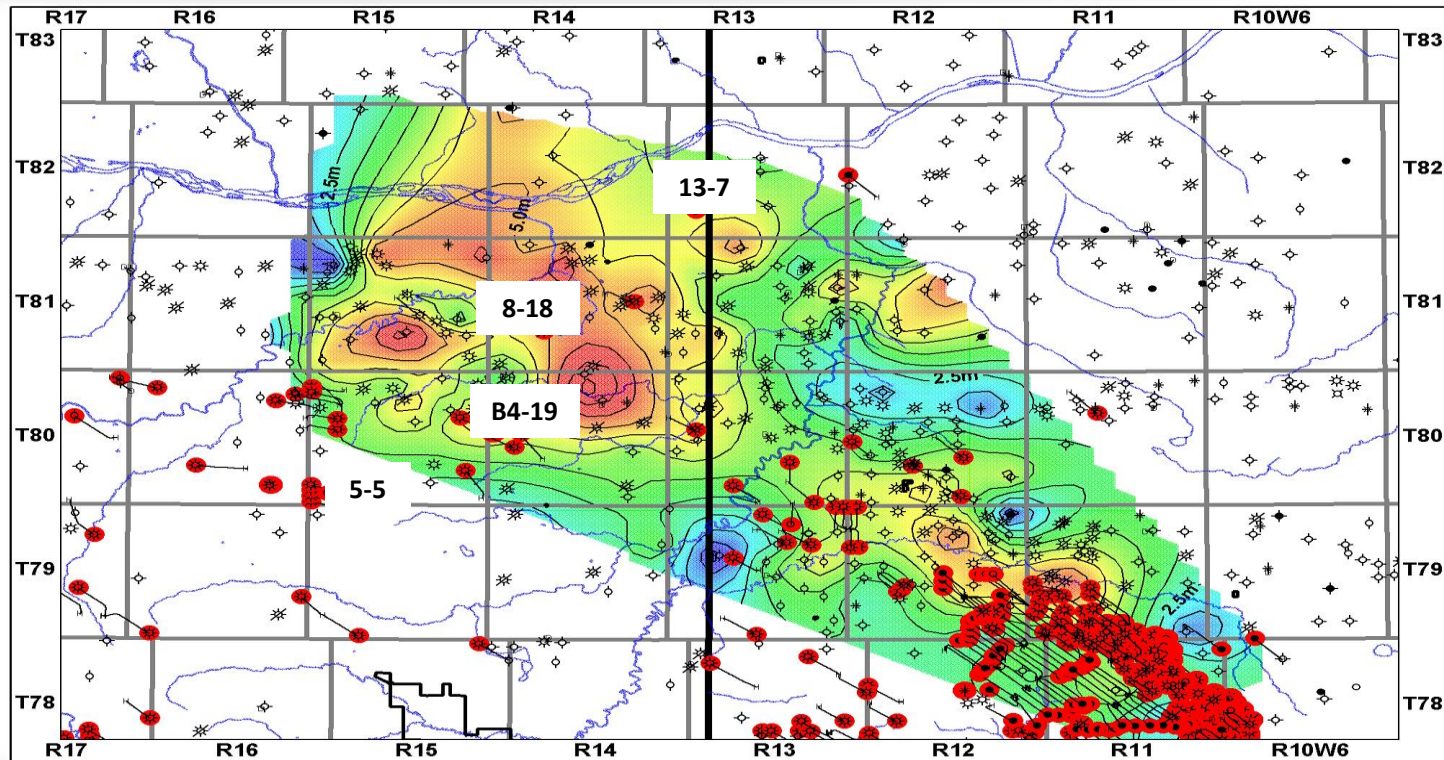 R17 R16 R15 R14 R13 R12 R11 R10W6
T83 T83
T82 T82
2.5m
13-7
5.0m
T81 T81
8-18
2.5m
B4-19
T80 T80
5-5
T79 T79
2.5m
T78 T78
R17 R16 R15 R14 R13 R12 R11 R10W6